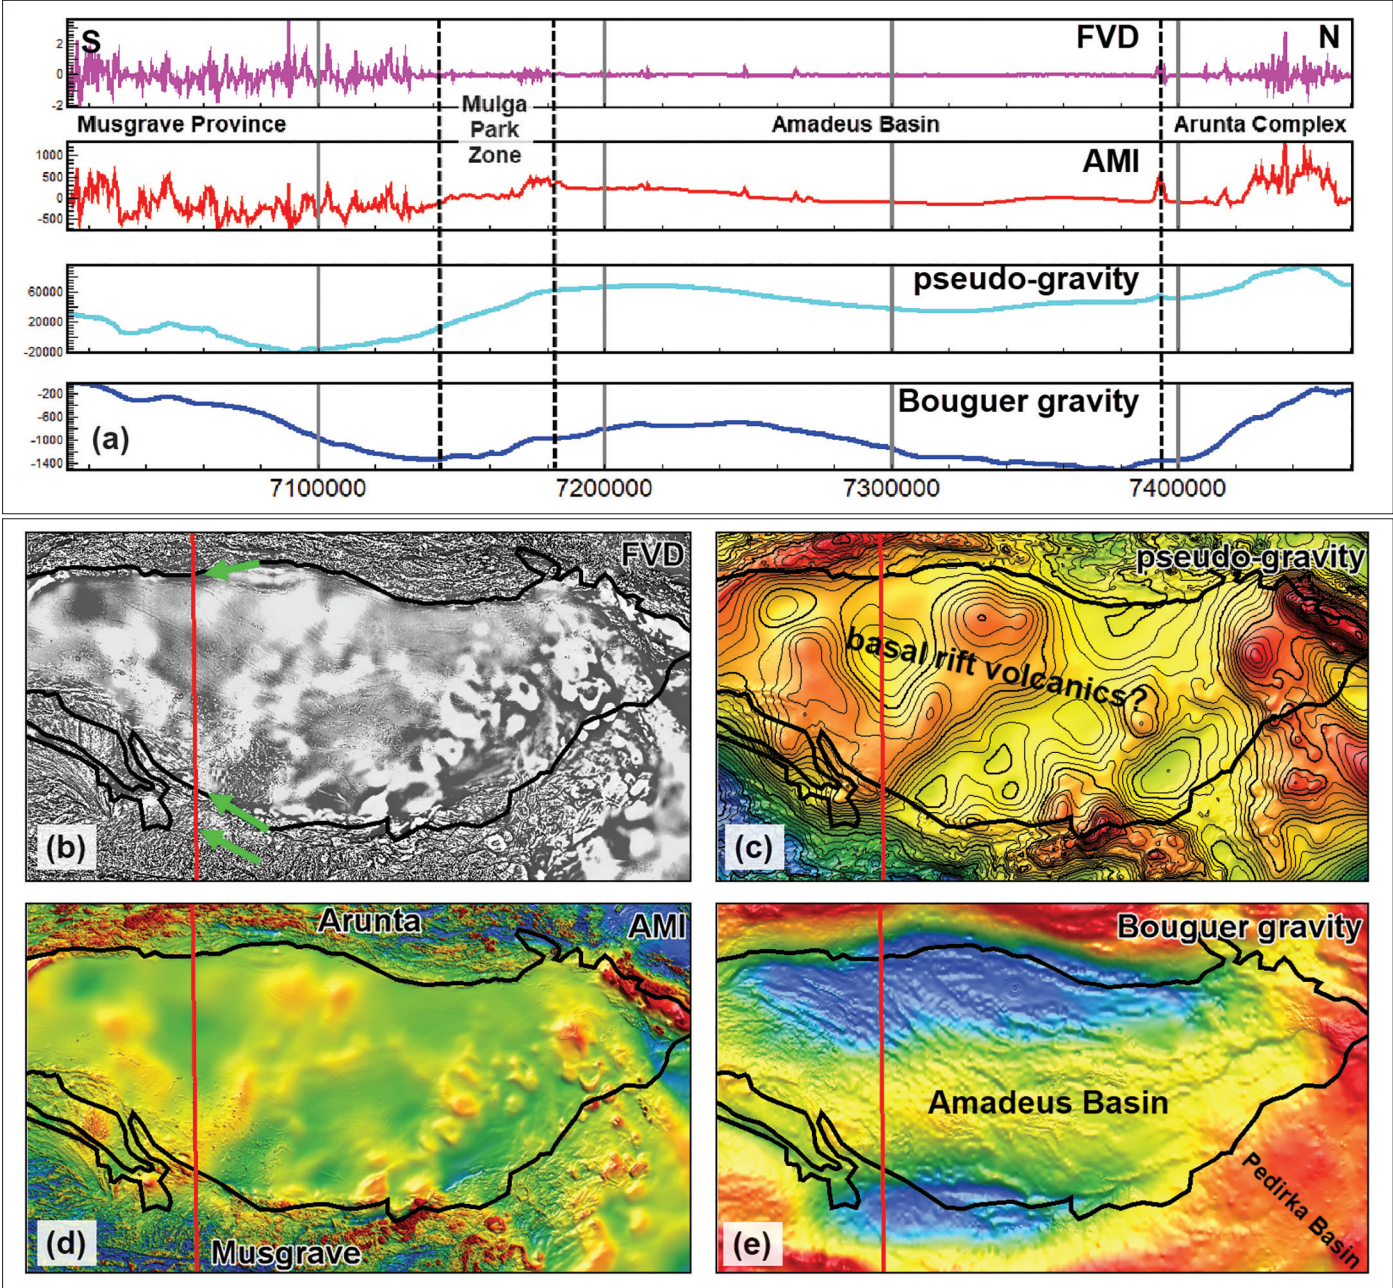 S
FVD
N
2
0
-2
Musgrave Province
Mulga
Park
Zone
Amadeus Basin
Arunta Complex
1000
500
0
-500
AMI
60000
20000
-20000
pseudo-gravity
-200
-600
-1000
-1400
(a)
Bouguer gravity
7100000
7200000
7300000
7400000
FVD
(b)
pseudo-gravity
basal rift volcanics?
(c)
Arunta
AMI
(d)
Musgrave
Bouguer gravity
Amadeus Basin
Pedirka Basin
(e)